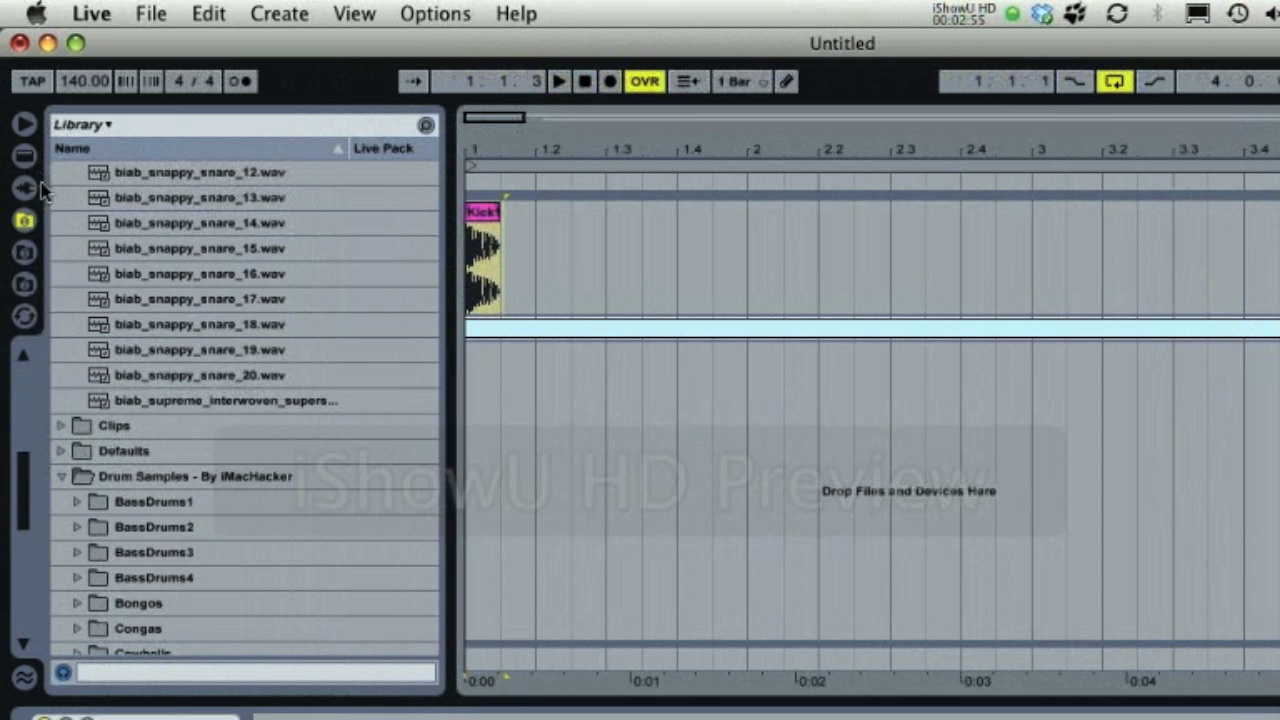 Live File Edit Create View Options Help
iShowU HD
00:02:55
Untitled
TAP 140.00 4 / 4 1. 1. 3 OVR 1 Bar 1. 1. 1 4. 0.
Library
Name Live Pack
1 1.2 1.3 1.4 2 2.2 2.3 2.4 3 3.2 3.3 3.4
biab_snappy_snare_12.wav
biab_snappy_snare_13.wav
biab_snappy_snare_14.wav
biab_snappy_snare_15.wav
biab_snappy_snare_16.wav
biab_snappy_snare_17.wav
biab_snappy_snare_18.wav
biab_snappy_snare_19.wav
biab_snappy_snare_20.wav
biab_supreme_interwoven_supers...
Clips
Defaults
Drum Samples - By iMacHacker
BassDrums1
BassDrums2
BassDrums3
BassDrums4
Bongos
Congas
Cowbells
iShowU HD Preview
Drop Files and Devices Here
0:00 0:01 0:02 0:03 0:04